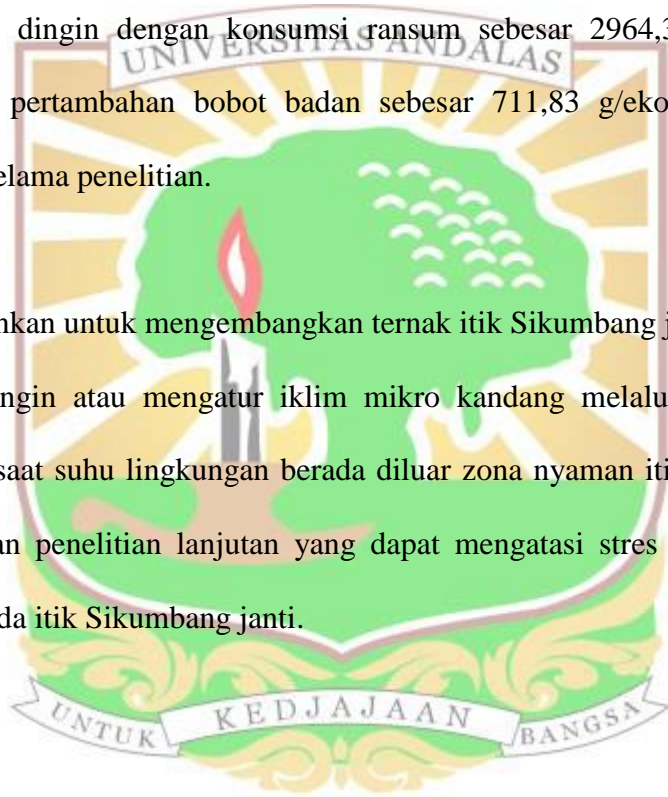 dingin dengan konsumsi ransum sebesar 2964,3
UNIVERSITAS ANDALAS
pertambahan bobot badan sebesar 711,83 g/eko
elama penelitian.
nkan untuk mengembangkan ternak itik Sikumbang j
ngin atau mengatur iklim mikro kandang melalu
saat suhu lingkungan berada diluar zona nyaman iti
an penelitian lanjutan yang dapat mengatasi stres
da itik Sikumbang janti.
UNTUK KEDJAJAAN BANGSA